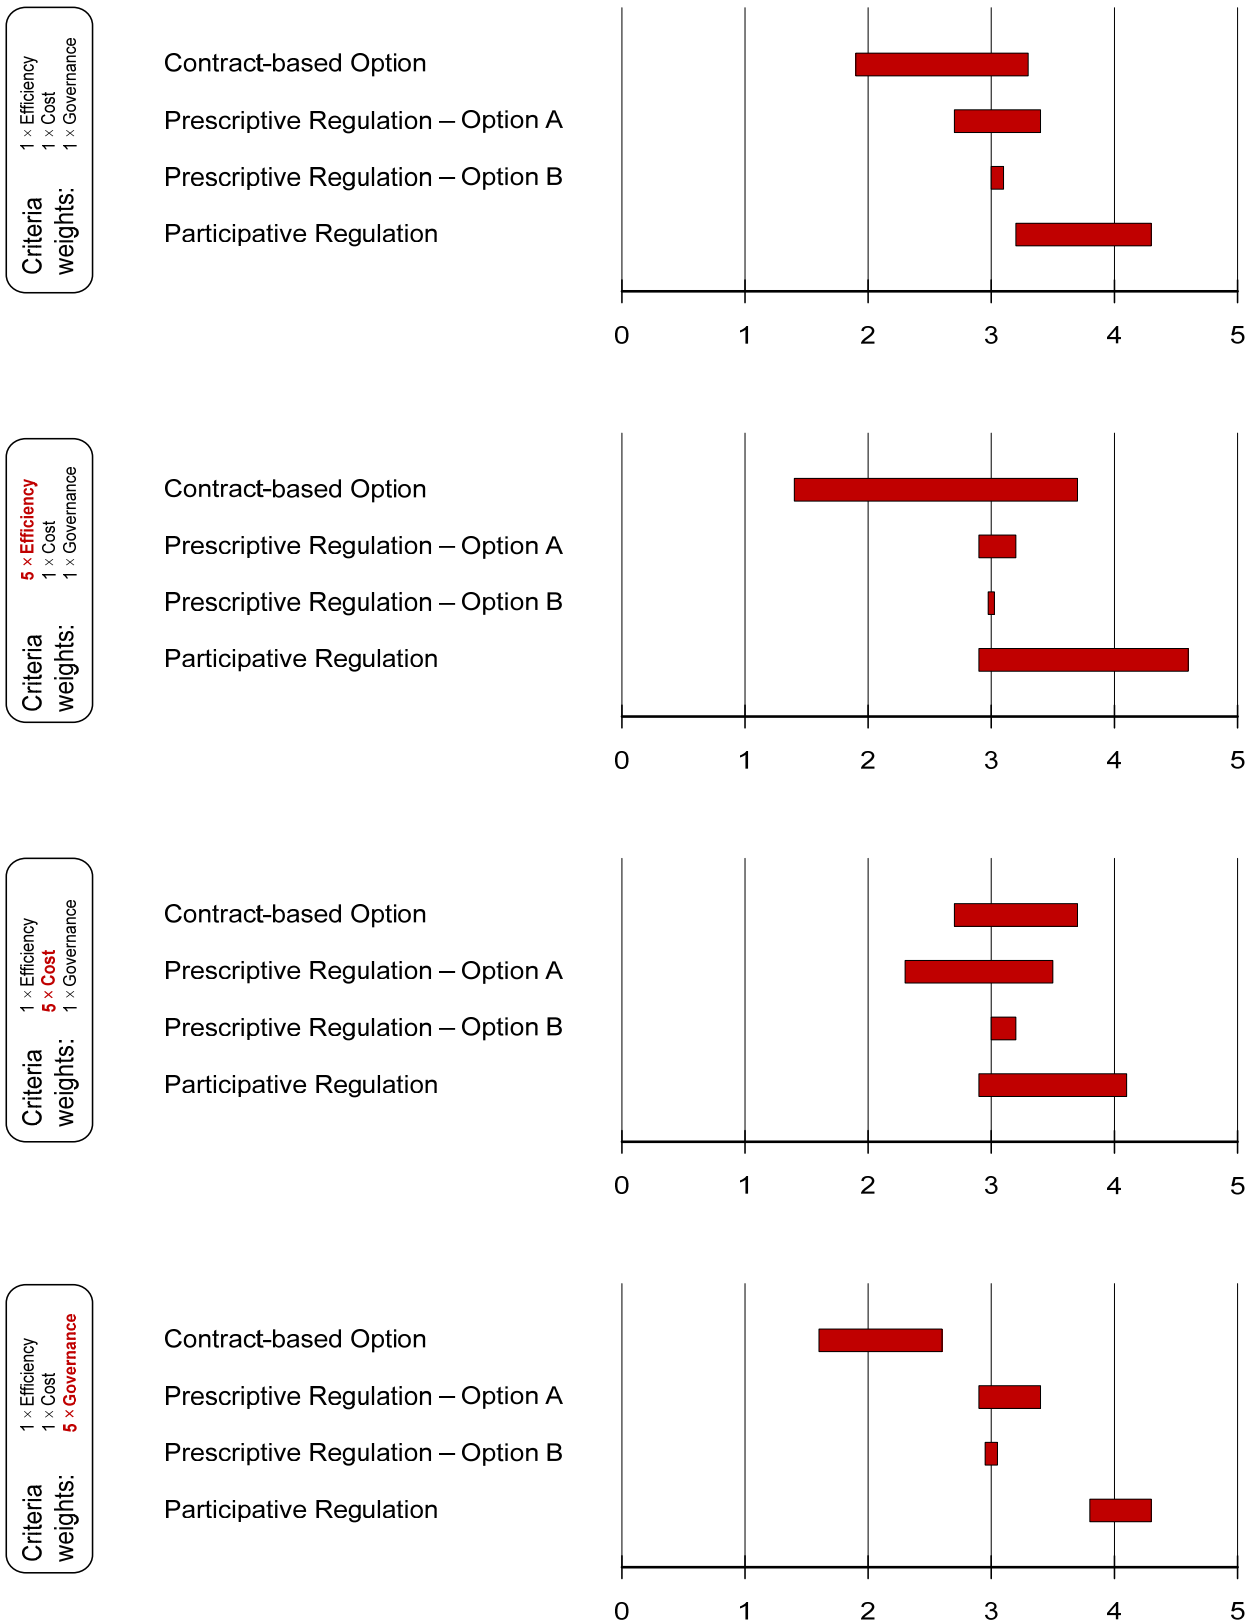 Criteria
weights:
1 × Efficiency
1 × Cost
1 × Governance
Contract-based Option
Prescriptive Regulation – Option A
Prescriptive Regulation – Option B
Participative Regulation
0 1 2 3 4 5
Criteria
weights:
5 × Efficiency
1 × Cost
1 × Governance
Contract-based Option
Prescriptive Regulation – Option A
Prescriptive Regulation – Option B
Participative Regulation
0 1 2 3 4 5
Criteria
weights:
1 × Efficiency
5 × Cost
1 × Governance
Contract-based Option
Prescriptive Regulation – Option A
Prescriptive Regulation – Option B
Participative Regulation
0 1 2 3 4 5
Criteria
weights:
1 × Efficiency
1 × Cost
5 × Governance
Contract-based Option
Prescriptive Regulation – Option A
Prescriptive Regulation – Option B
Participative Regulation
0 1 2 3 4 5